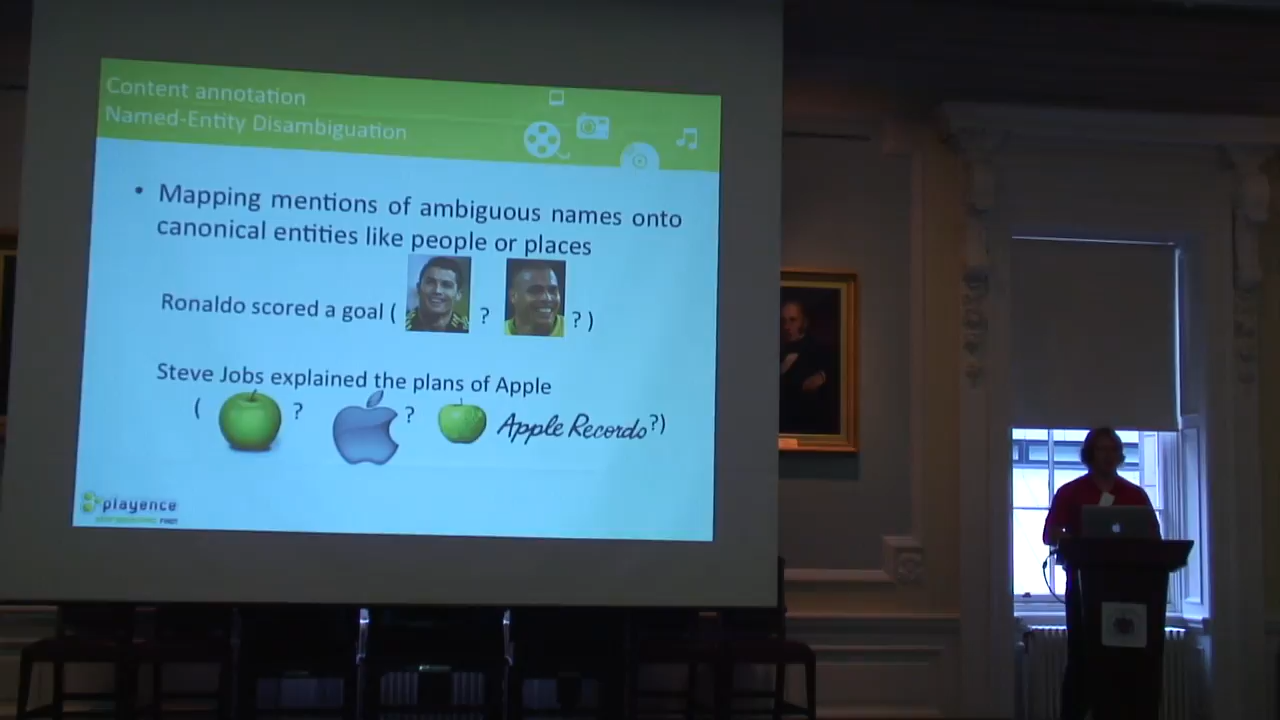 Content annotation
Named-Entity Disambiguation
• Mapping mentions of ambiguous names onto
canonical entities like people or places
Ronaldo scored a goal ( ? ? )
Steve Jobs explained the plans of Apple
( ? ? Apple Records ?)
playence